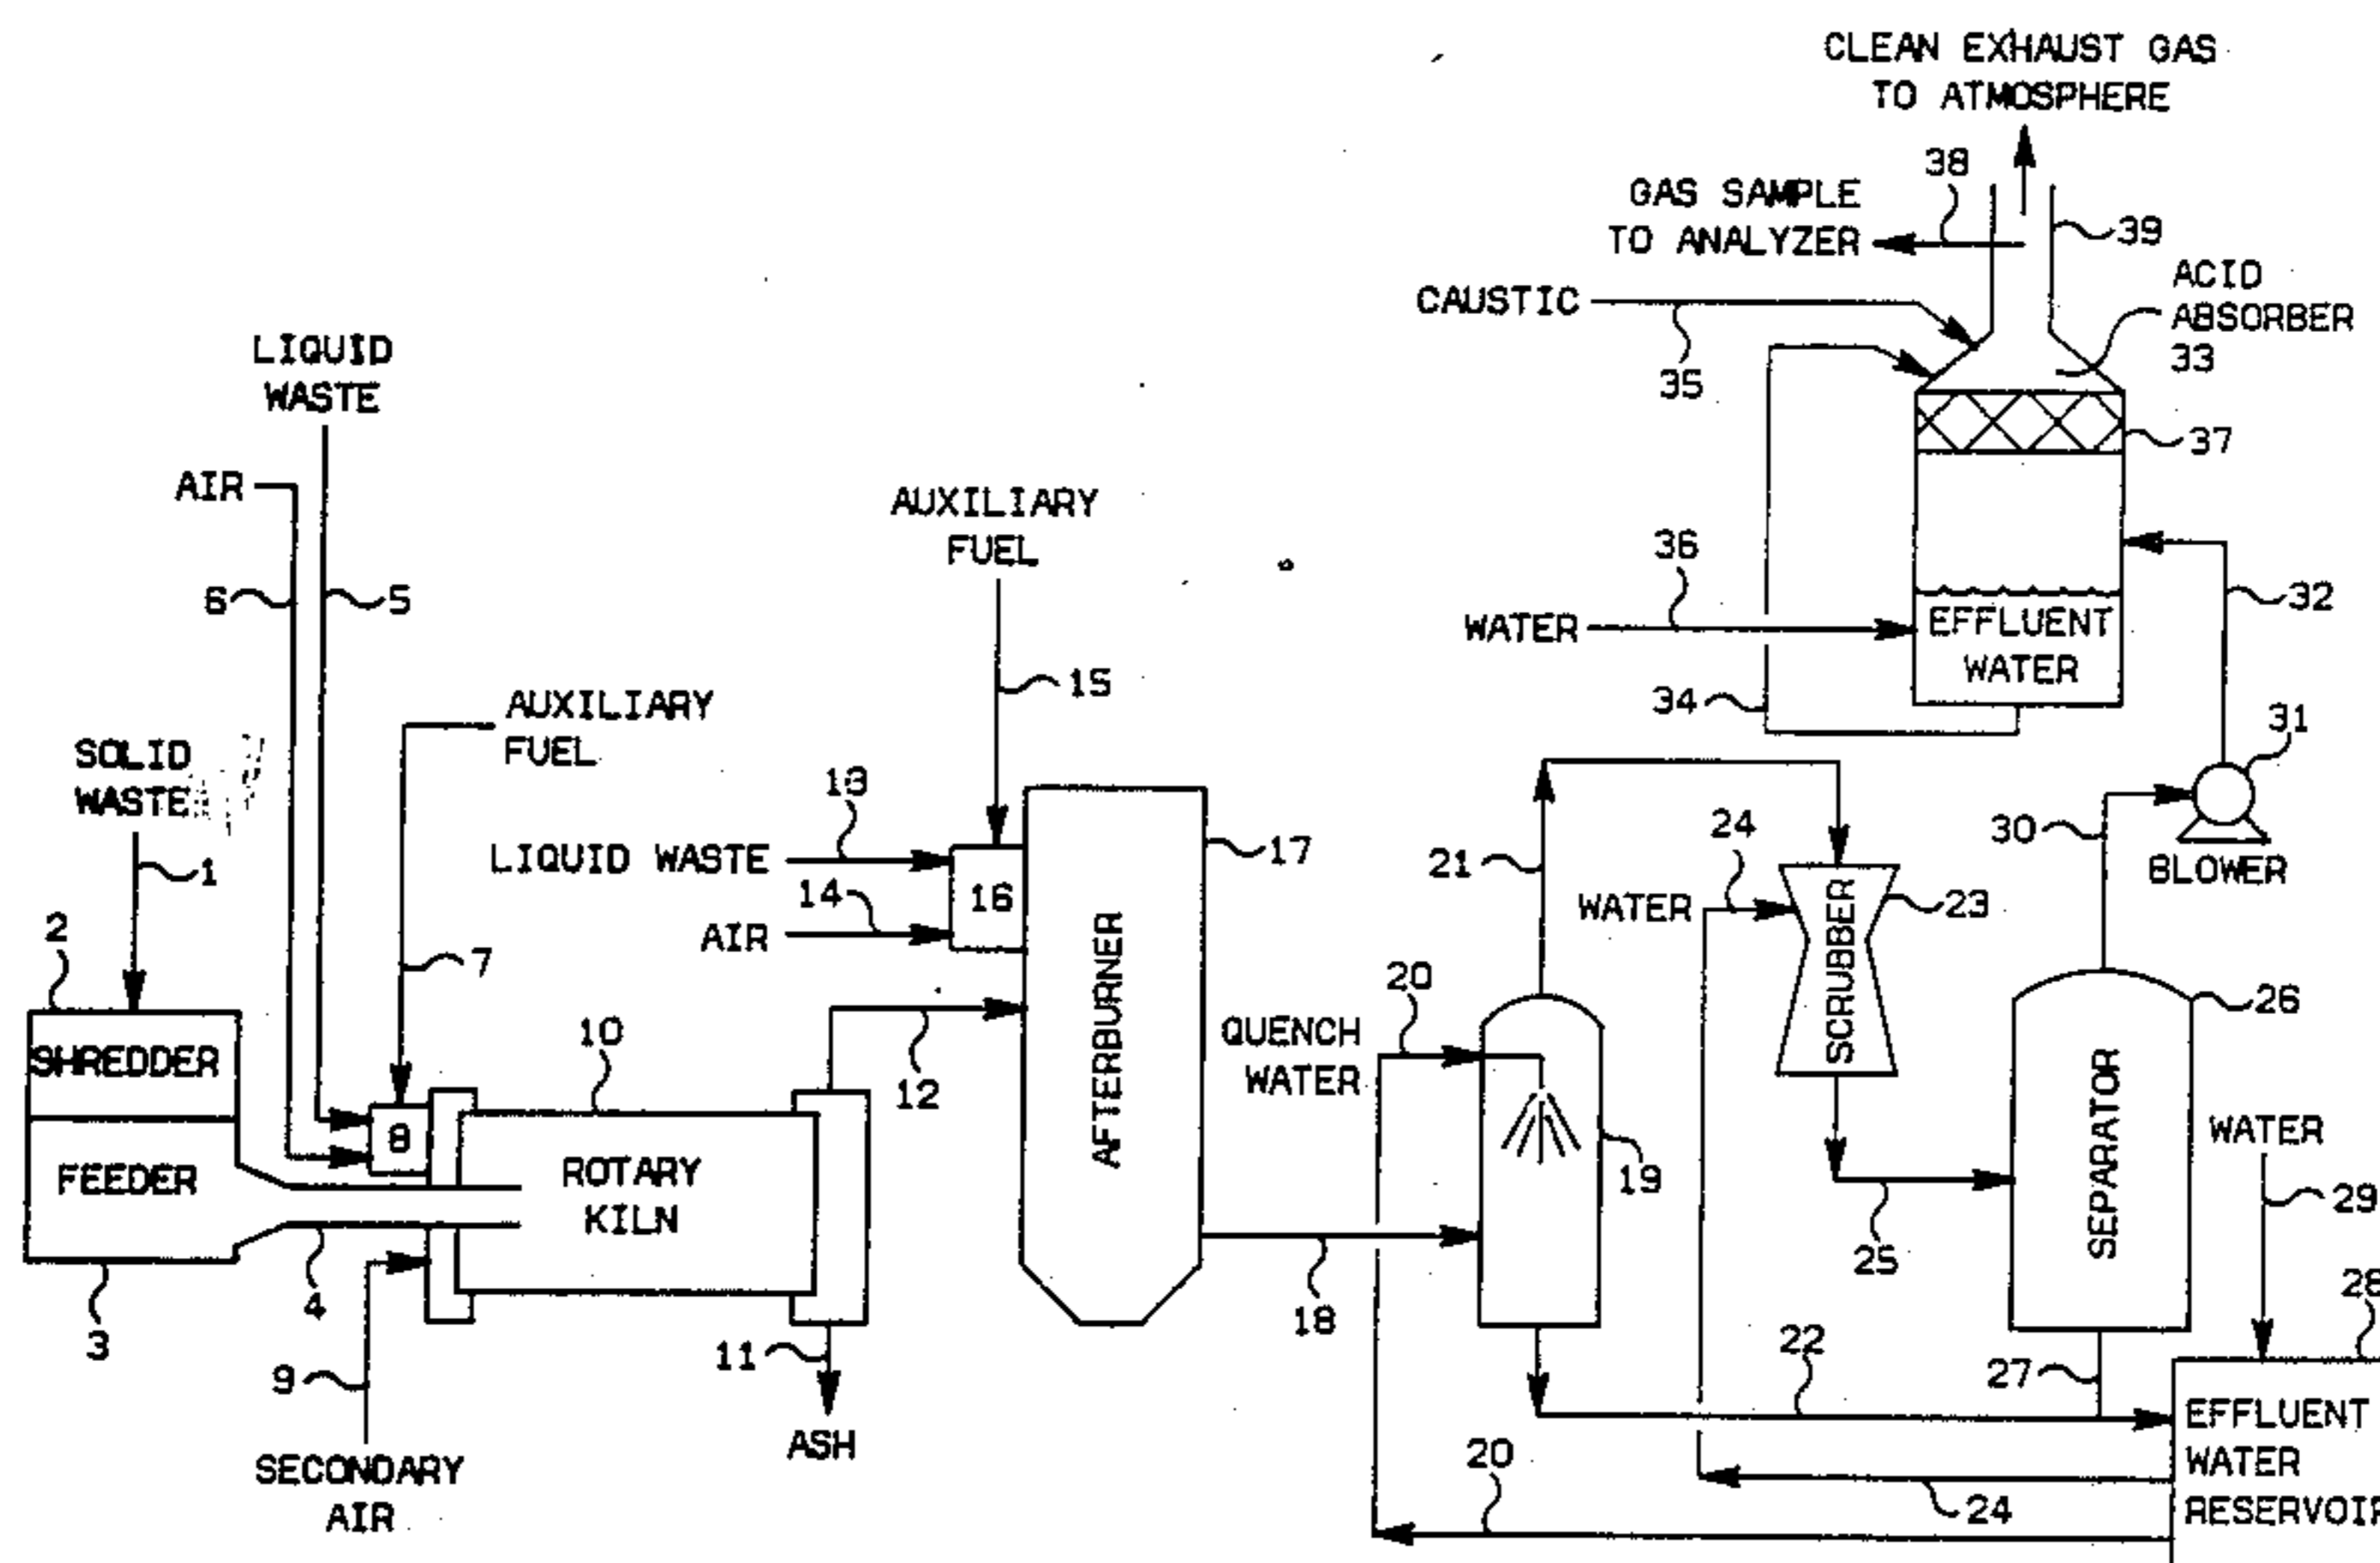 CLEAN EXHAUST GAS
TO ATMOSPHERE
38
GAS SAMPLE
TO ANALYZER
39
ACID
ABSORBER
33
CAUSTIC
35
37
LIQUID
WASTE
AIR
6
5
AUXILIARY
FUEL
15
36
WATER
EFFLUENT
WATER
32
34
31
BLOWER
30
SOLID
WASTE
1
AUXILIARY
FUEL
7
13
LIQUID WASTE
14
AIR
16
17
AFTERBURNER
21
24
WATER
SCRUBBER
23
2
SHREDDER
FEEDER
3
4
8
10
ROTARY
KILN
12
9
SECONDARY
AIR
11
ASH
20
QUENCH
WATER
19
18
25
26
SEPARATOR
WATER
29
28
22
27
EFFLUENT
WATER
RESERVOIR
24
20